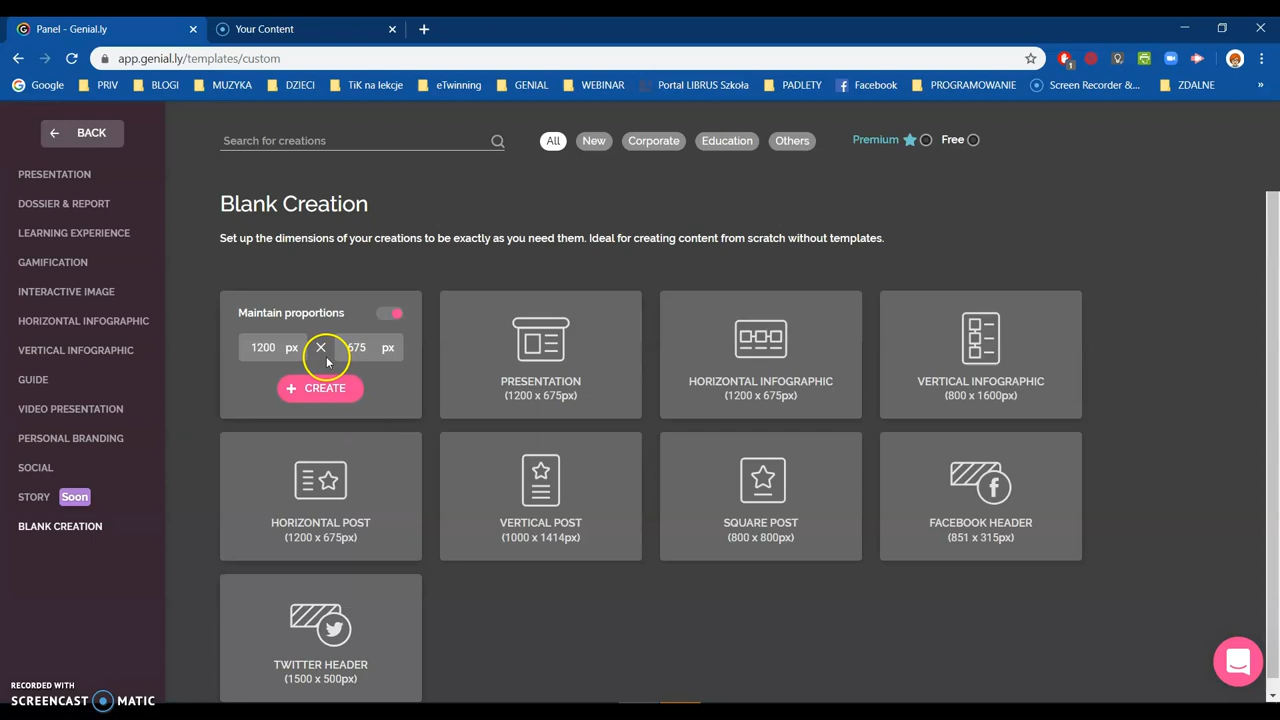 Panel - Genial.ly
Your Content
app.genial.ly/templates/custom
1
Google PRIV BLOGI MUZYKA DZIECI TiK na lekcje eTwinning GENIAL WEBINAR Portal LIBRUS Szkoła PADLETY Facebook PROGRAMOWANIE Screen Recorder &... ZDALNE »
BACK
Search for creations
All New Corporate Education Others
Premium Free
PRESENTATION
DOSSIER & REPORT
LEARNING EXPERIENCE
GAMIFICATION
INTERACTIVE IMAGE
HORIZONTAL INFOGRAPHIC
VERTICAL INFOGRAPHIC
GUIDE
VIDEO PRESENTATION
PERSONAL BRANDING
SOCIAL
STORY Soon
BLANK CREATION
Blank Creation
Set up the dimensions of your creations to be exactly as you need them. Ideal for creating content from scratch without templates.
Maintain proportions
1200 px × 675 px
+ CREATE
PRESENTATION
(1200 x 675px)
HORIZONTAL INFOGRAPHIC
(1200 x 675px)
VERTICAL INFOGRAPHIC
(800 x 1600px)
HORIZONTAL POST
(1200 x 675px)
VERTICAL POST
(1000 x 1414px)
SQUARE POST
(800 x 800px)
FACEBOOK HEADER
(851 x 315px)
TWITTER HEADER
(1500 x 500px)
RECORDED WITH
SCREENCAST MATIC